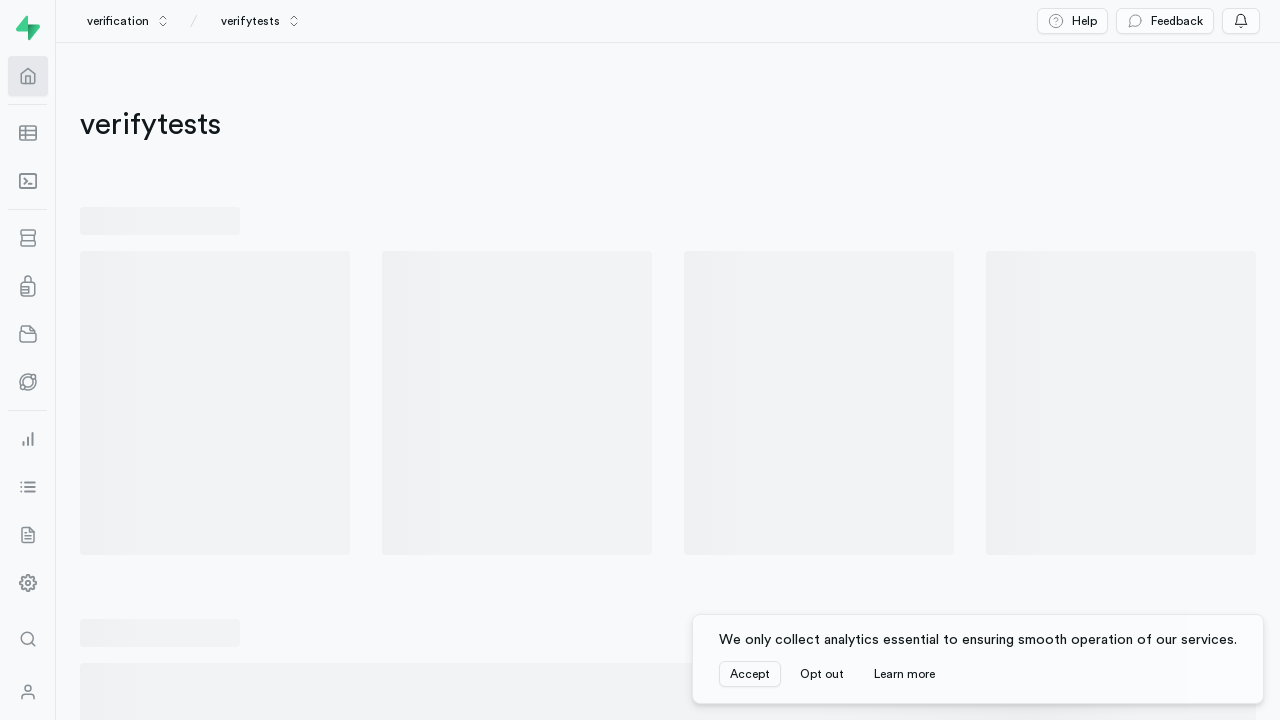 verification / verifytests
Help
Feedback
verifytests
We only collect analytics essential to ensuring smooth operation of our services.
Accept
Opt out
Learn more